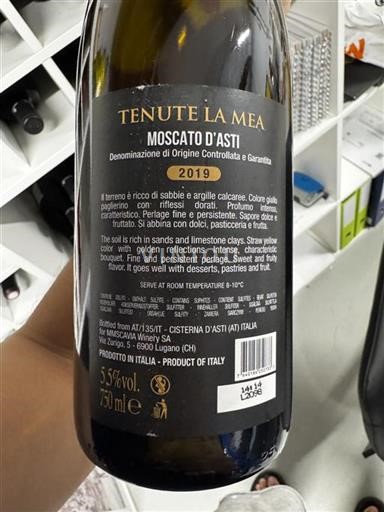 TENUTE LA MEA
MOSCATO D'ASTI
Denominazione di Origine Controllata e Garantita
2019
Il terreno è ricco di sabbie e argille calcaree. Colore giallo
paglierino con riflessi dorati. Profumo intenso,
caratteristico. Perlage fine e persistente. Sapore dolce e
fruttato. Si abbina con dolci, pasticceria e frutta.
The soil is rich in sands and limestone clays. Straw yellow
color with golden reflections. Intense, characteristic
bouquet. Fine and persistent perlage. Sweet and fruity
flavor. It goes well with desserts, pastries and fruit.
SERVE AT ROOM TEMPERATURE 8-10°C
Bottled from AT/135/IT - CISTERNA D'ASTI (AT) ITALIA
for MMSCAVIA Winery SA
Via Zurigo, 5 - 6900 Lugano (CH)
PRODOTTO IN ITALIA - PRODUCT OF ITALY
5,5%vol.
750 ml e
14:14
L2098